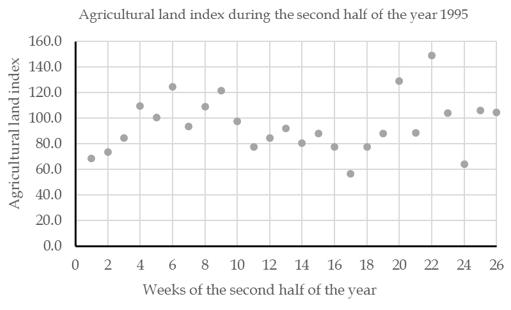 Agricultural land index during the second half of the year 1995
160.0
140.0
120.0
100.0
80.0
60.0
40.0
20.0
0.0
Agricultural land index
0 2 4 6 8 10 12 14 16 18 20 22 24 26
Weeks of the second half of the year